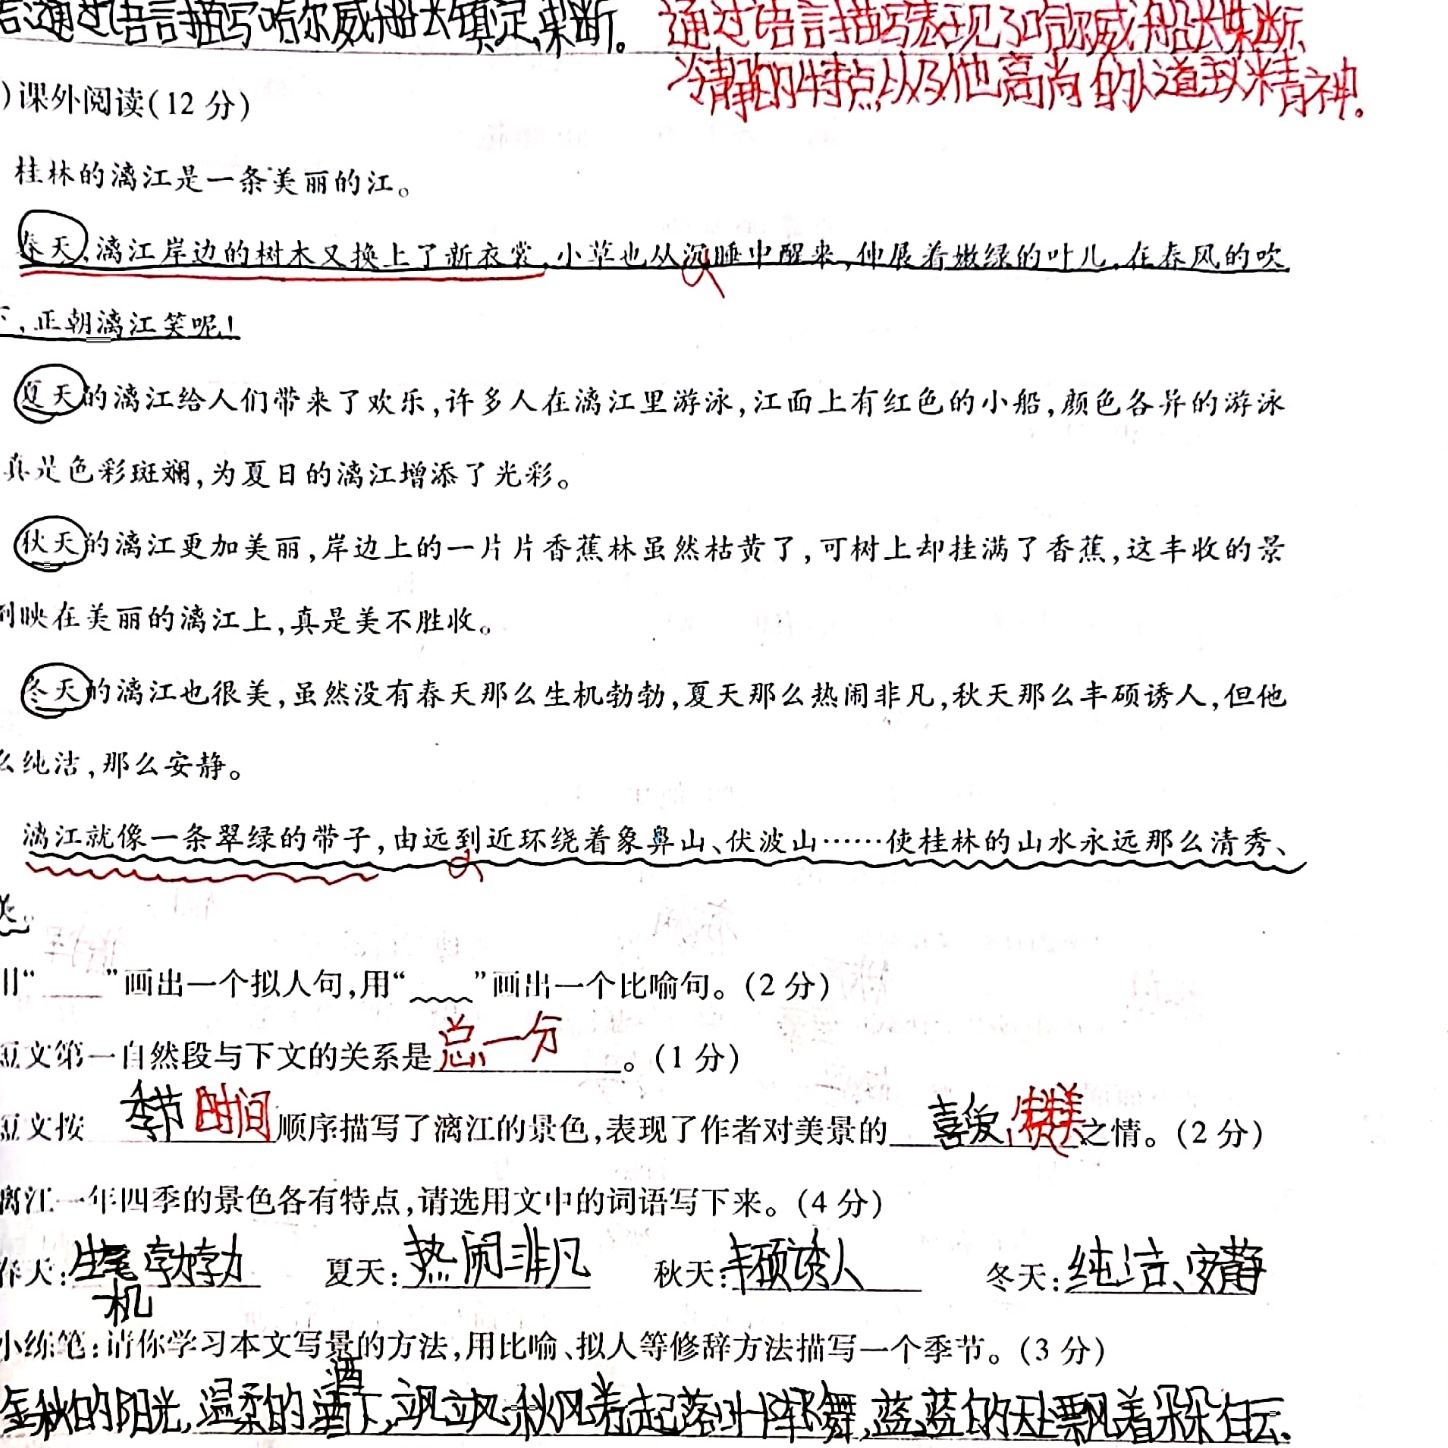 通过语言描写哈尔威船长镇定、果断。
通过语言描写表现了哈尔威船长果断、
冷静的特点以及他高尚的人道主义精神。
)课外阅读(12 分)
桂林的漓江是一条美丽的江。
春天,漓江岸边的树木又换上了新衣裳,小草也从沉睡中醒来,伸展着嫩绿的叶儿,在春风的吹
下,正朝漓江笑呢!
夏天的漓江给人们带来了欢乐,许多人在漓江里游泳,江面上有红色的小船,颜色各异的游泳
真是色彩斑斓,为夏日的漓江增添了光彩。
秋天的漓江更加美丽,岸边上的一片片香蕉林虽然枯黄了,可树上却挂满了香蕉,这丰收的景
倒映在美丽的漓江上,真是美不胜收。
冬天的漓江也很美,虽然没有春天那么生机勃勃,夏天那么热闹非凡,秋天那么丰硕诱人,但他
么纯洁,那么安静。
漓江就像一条翠绿的带子,由远到近环绕着象鼻山、伏波山……使桂林的山水永远那么清秀、
美。
用“____”画出一个拟人句,用“﹏﹏”画出一个比喻句。(2 分)
短文第一自然段与下文的关系是总一分。(1 分)
短文按 季节 时间 顺序描写了漓江的景色,表现了作者对美景的 喜爱、赞美之情。(2 分)
漓江一年四季的景色各有特点,请选用文中的词语写下来。(4 分)
春天:生机勃勃 夏天:热闹非凡 秋天:丰硕诱人 冬天:纯洁、安静
小练笔:请你学习本文写景的方法,用比喻、拟人等修辞方法描写一个季节。(3 分)
金秋的阳光,温柔的洒下,飒飒秋风卷起落叶 舞,蓝蓝的天上飘着朵朵白云。